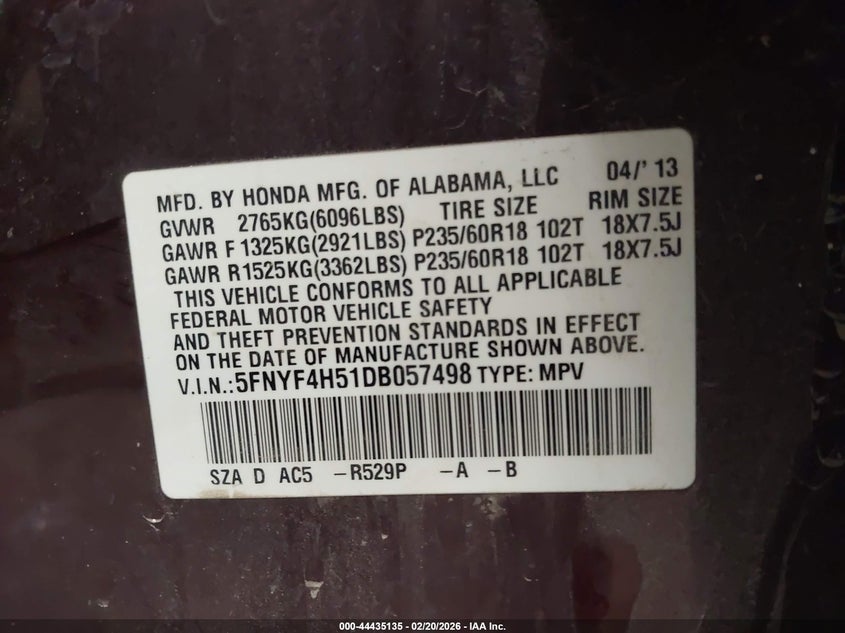 MFD. BY HONDA MFG. OF ALABAMA, LLC 04/' 13
GVWR 2765KG(6096LBS) TIRE SIZE RIM SIZE
GAWR F 1325KG(2921LBS) P235/60R18 102T 18X7.5J
GAWR R1525KG(3362LBS) P235/60R18 102T 18X7.5J
THIS VEHICLE CONFORMS TO ALL APPLICABLE
FEDERAL MOTOR VEHICLE SAFETY
AND THEFT PREVENTION STANDARDS IN EFFECT
ON THE DATE OF MANUFACTURE SHOWN ABOVE.
V.I.N.:5FNYF4H51DB057498 TYPE: MPV
SZA D AC5 -R529P -A -B
000-44435135 - 02/20/2026 - IAA Inc.